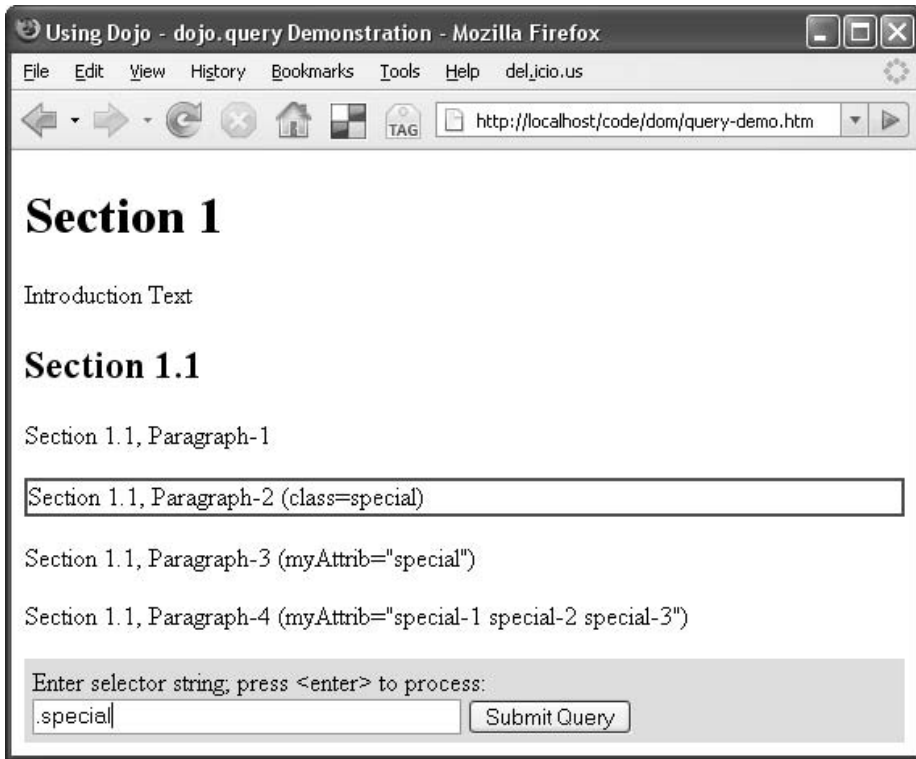 Using Dojo - dojo.query Demonstration - Mozilla Firefox
File Edit View History Bookmarks Tools Help del.icio.us
TAG http://localhost/code/dom/query-demo.htm
Section 1
Introduction Text
Section 1.1
Section 1.1, Paragraph-1
Section 1.1, Paragraph-2 (class=special)
Section 1.1, Paragraph-3 (myAttrib="special")
Section 1.1, Paragraph-4 (myAttrib="special-1 special-2 special-3")
Enter selector string; press <enter> to process:
.special Submit Query